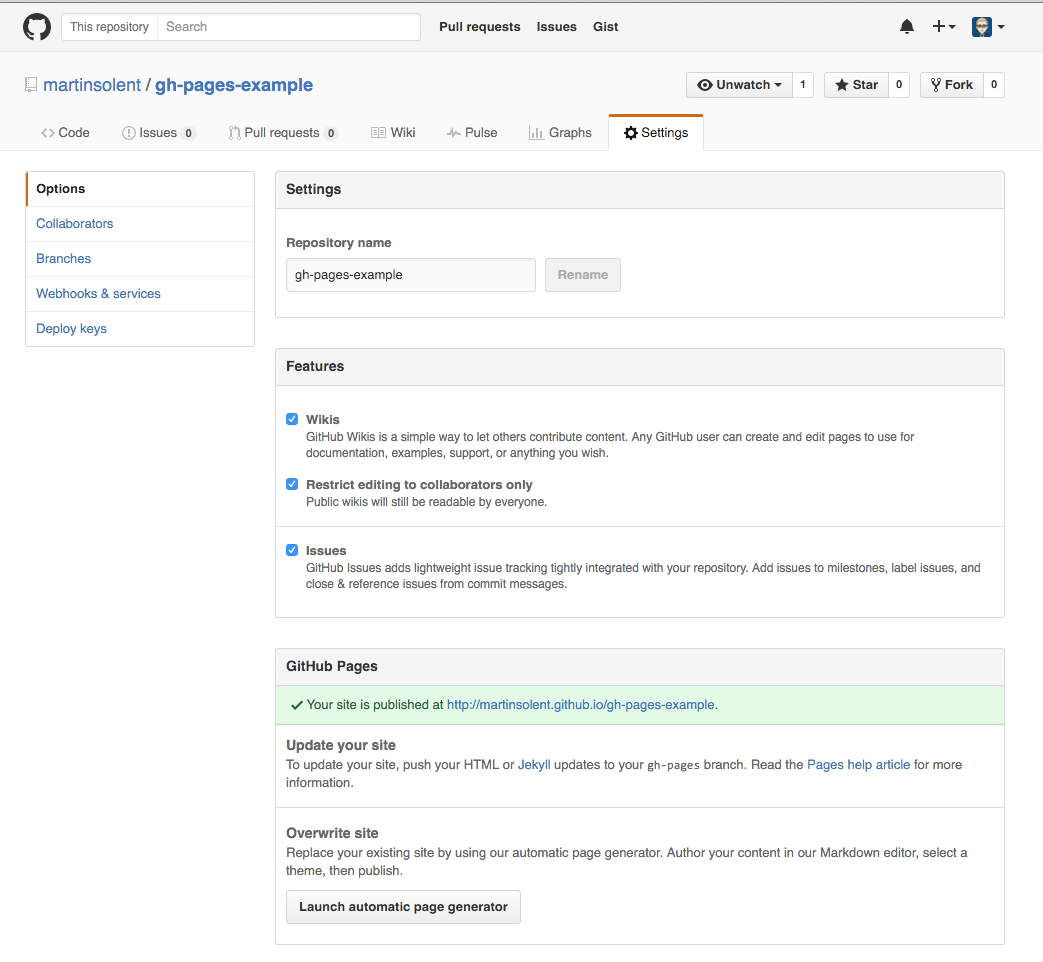 This repository Search Pull requests Issues Gist
martinsolent / gh-pages-example Unwatch 1 Star 0 Fork 0
Code Issues 0 Pull requests 0 Wiki Pulse Graphs Settings
Options
Collaborators
Branches
Webhooks & services
Deploy keys
Settings
Repository name
gh-pages-example Rename
Features
Wikis
GitHub Wikis is a simple way to let others contribute content. Any GitHub user can create and edit pages to use for
documentation, examples, support, or anything you wish.
Restrict editing to collaborators only
Public wikis will still be readable by everyone.
Issues
GitHub Issues adds lightweight issue tracking tightly integrated with your repository. Add issues to milestones, label issues, and
close & reference issues from commit messages.
GitHub Pages
Your site is published at http://martinsolent.github.io/gh-pages-example.
Update your site
To update your site, push your HTML or Jekyll updates to your gh-pages branch. Read the Pages help article for more
information.
Overwrite site
Replace your existing site by using our automatic page generator. Author your content in our Markdown editor, select a
theme, then publish.
Launch automatic page generator